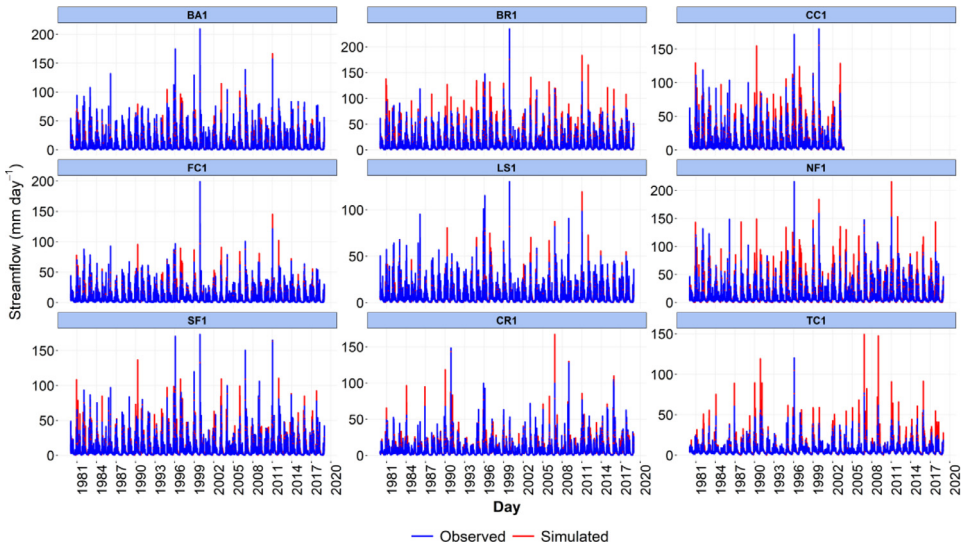 BA1 BR1 CC1
200 150 100 50 0
200 150 100 50 0
150 100 50 0
FC1 LS1 NF1
200 150 100 50 0
100 50 0
200 150 100 50 0
SF1 CR1 TC1
150 100 50 0
150 100 50 0
150 100 50 0
Streamflow (mm day⁻¹)
1981 1984 1987 1990 1993 1996 1999 2002 2005 2008 2011 2014 2017 2020
1981 1984 1987 1990 1993 1996 1999 2002 2005 2008 2011 2014 2017 2020
1981 1984 1987 1990 1993 1996 1999 2002 2005 2008 2011 2014 2017 2020
Day
Observed Simulated